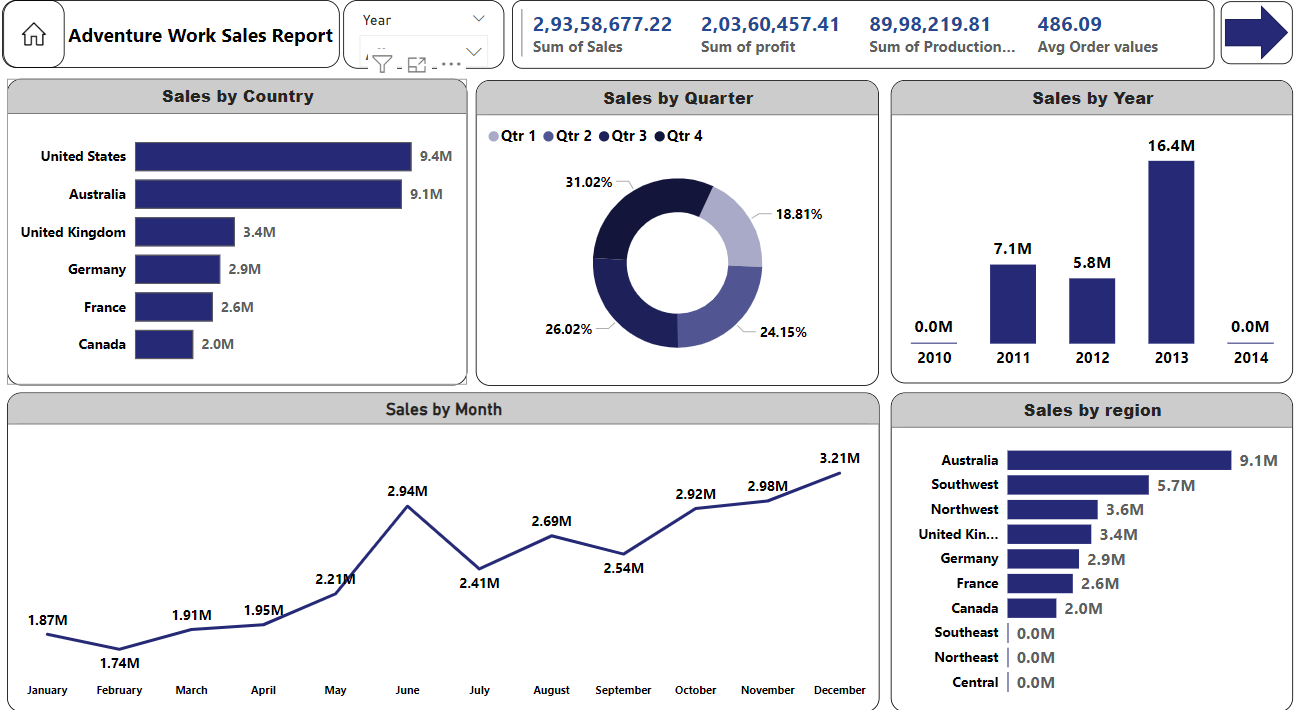 Adventure Work Sales Report
Year
2,93,58,677.22
Sum of Sales
2,03,60,457.41
Sum of profit
89,98,219.81
Sum of Production...
486.09
Avg Order values
Sales by Country
United States 9.4M
Australia 9.1M
United Kingdom 3.4M
Germany 2.9M
France 2.6M
Canada 2.0M
Sales by Quarter
Qtr 1 Qtr 2 Qtr 3 Qtr 4
31.02%
18.81%
26.02%
24.15%
Sales by Year
16.4M
7.1M
5.8M
0.0M
0.0M
2010 2011 2012 2013 2014
Sales by Month
3.21M
2.94M
2.98M
2.92M
2.69M
2.54M
2.41M
2.21M
1.95M
1.91M
1.87M
1.74M
January February March April May June July August September October November December
Sales by region
Australia 9.1M
Southwest 5.7M
Northwest 3.6M
United Kin... 3.4M
Germany 2.9M
France 2.6M
Canada 2.0M
Southeast 0.0M
Northeast 0.0M
Central 0.0M